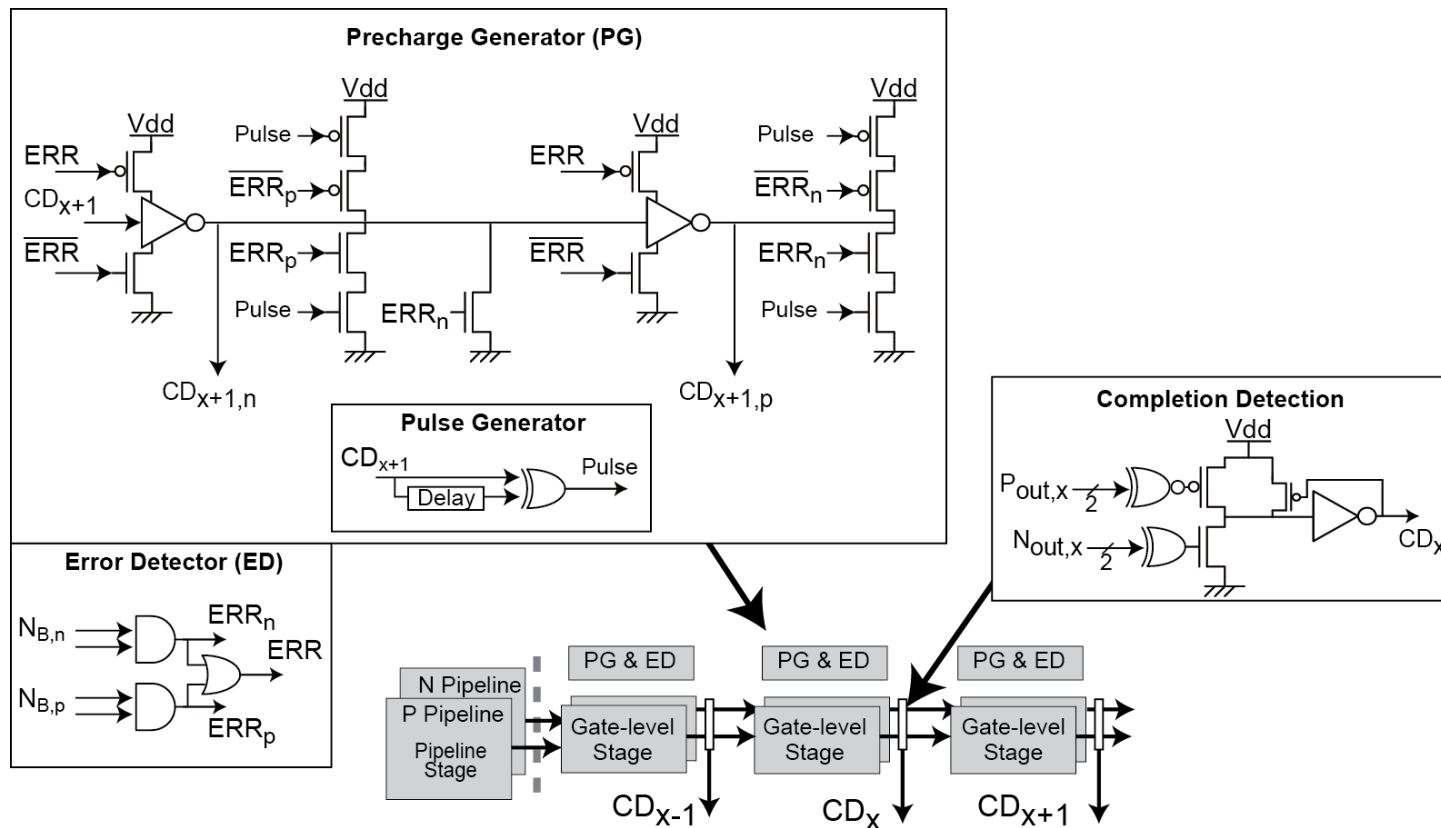 Precharge Generator (PG)
Vdd
Vdd
Vdd
Vdd
ERR
CDx+1
ERR
Pulse
ERRp
ERRp
Pulse
ERRn
ERR
ERR
Pulse
ERRn
ERRn
Pulse
CDx+1,n
CDx+1,p
Pulse Generator
CDx+1
Delay
Pulse
Completion Detection
Vdd
Pout,x
2
Nout,x
2
CDx
Error Detector (ED)
NB,n
NB,p
ERRn
ERR
ERRp
PG & ED
PG & ED
PG & ED
N Pipeline
P Pipeline
Pipeline
Stage
Gate-level
Stage
Gate-level
Stage
Gate-level
Stage
CDx-1
CDx
CDx+1